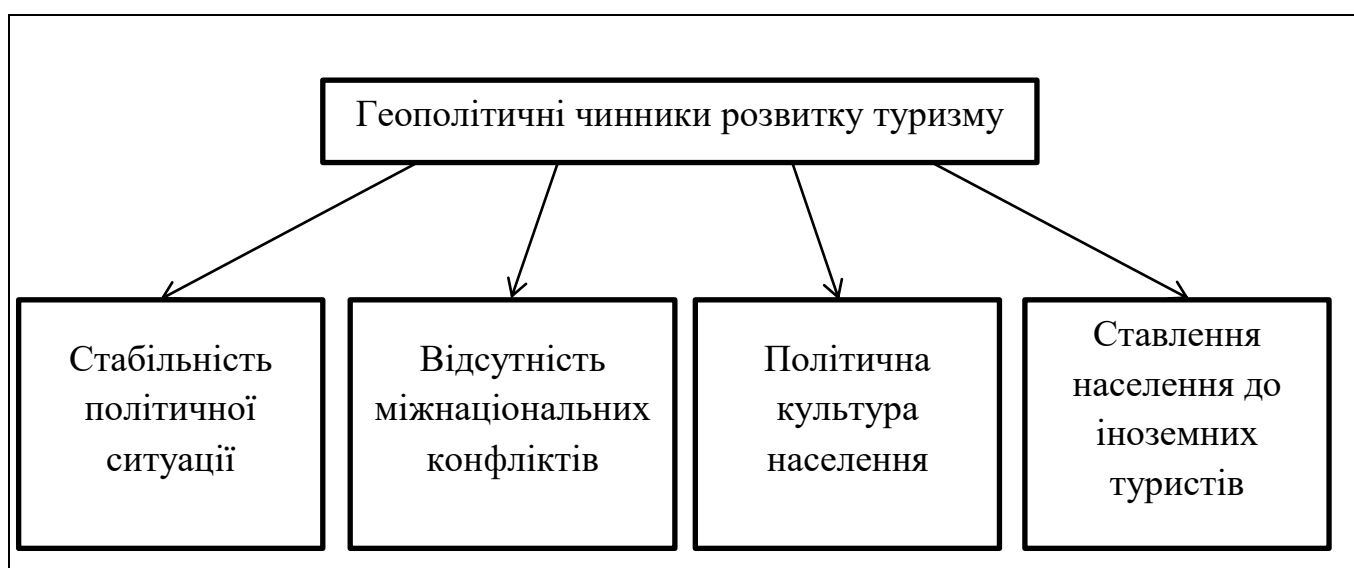 Геополітичні чинники розвитку туризму
Стабільність
політичної
ситуації
Відсутність
міжнаціональних
конфліктів
Політична
культура
населення
Ставлення
населення до
іноземних
туристів